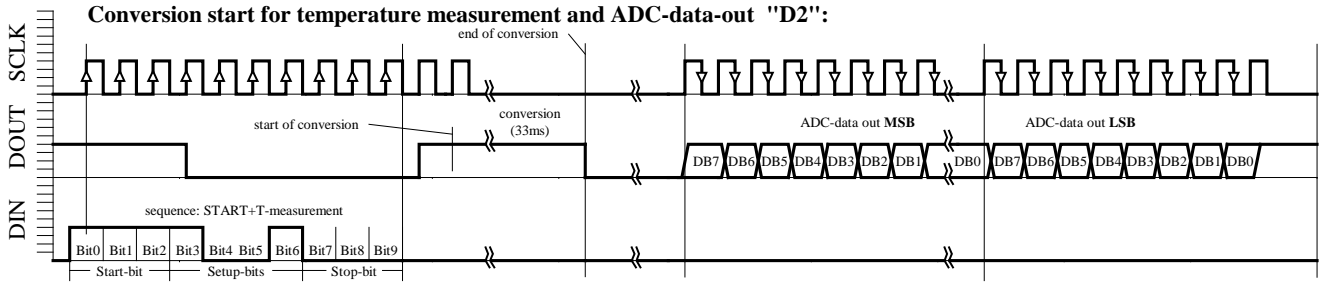 Conversion start for temperature measurement and ADC-data-out "D2":
end of conversion
SCLK
DOUT
start of conversion
conversion
(33ms)
ADC-data out MSB
ADC-data out LSB
DB7 DB6 DB5 DB4 DB3 DB2 DB1 DB0 DB7 DB6 DB5 DB4 DB3 DB2 DB1 DB0
DIN
sequence: START+T-measurement
Bit0 Bit1 Bit2 Bit3 Bit4 Bit5 Bit6 Bit7 Bit8 Bit9
Start-bit Setup-bits Stop-bit